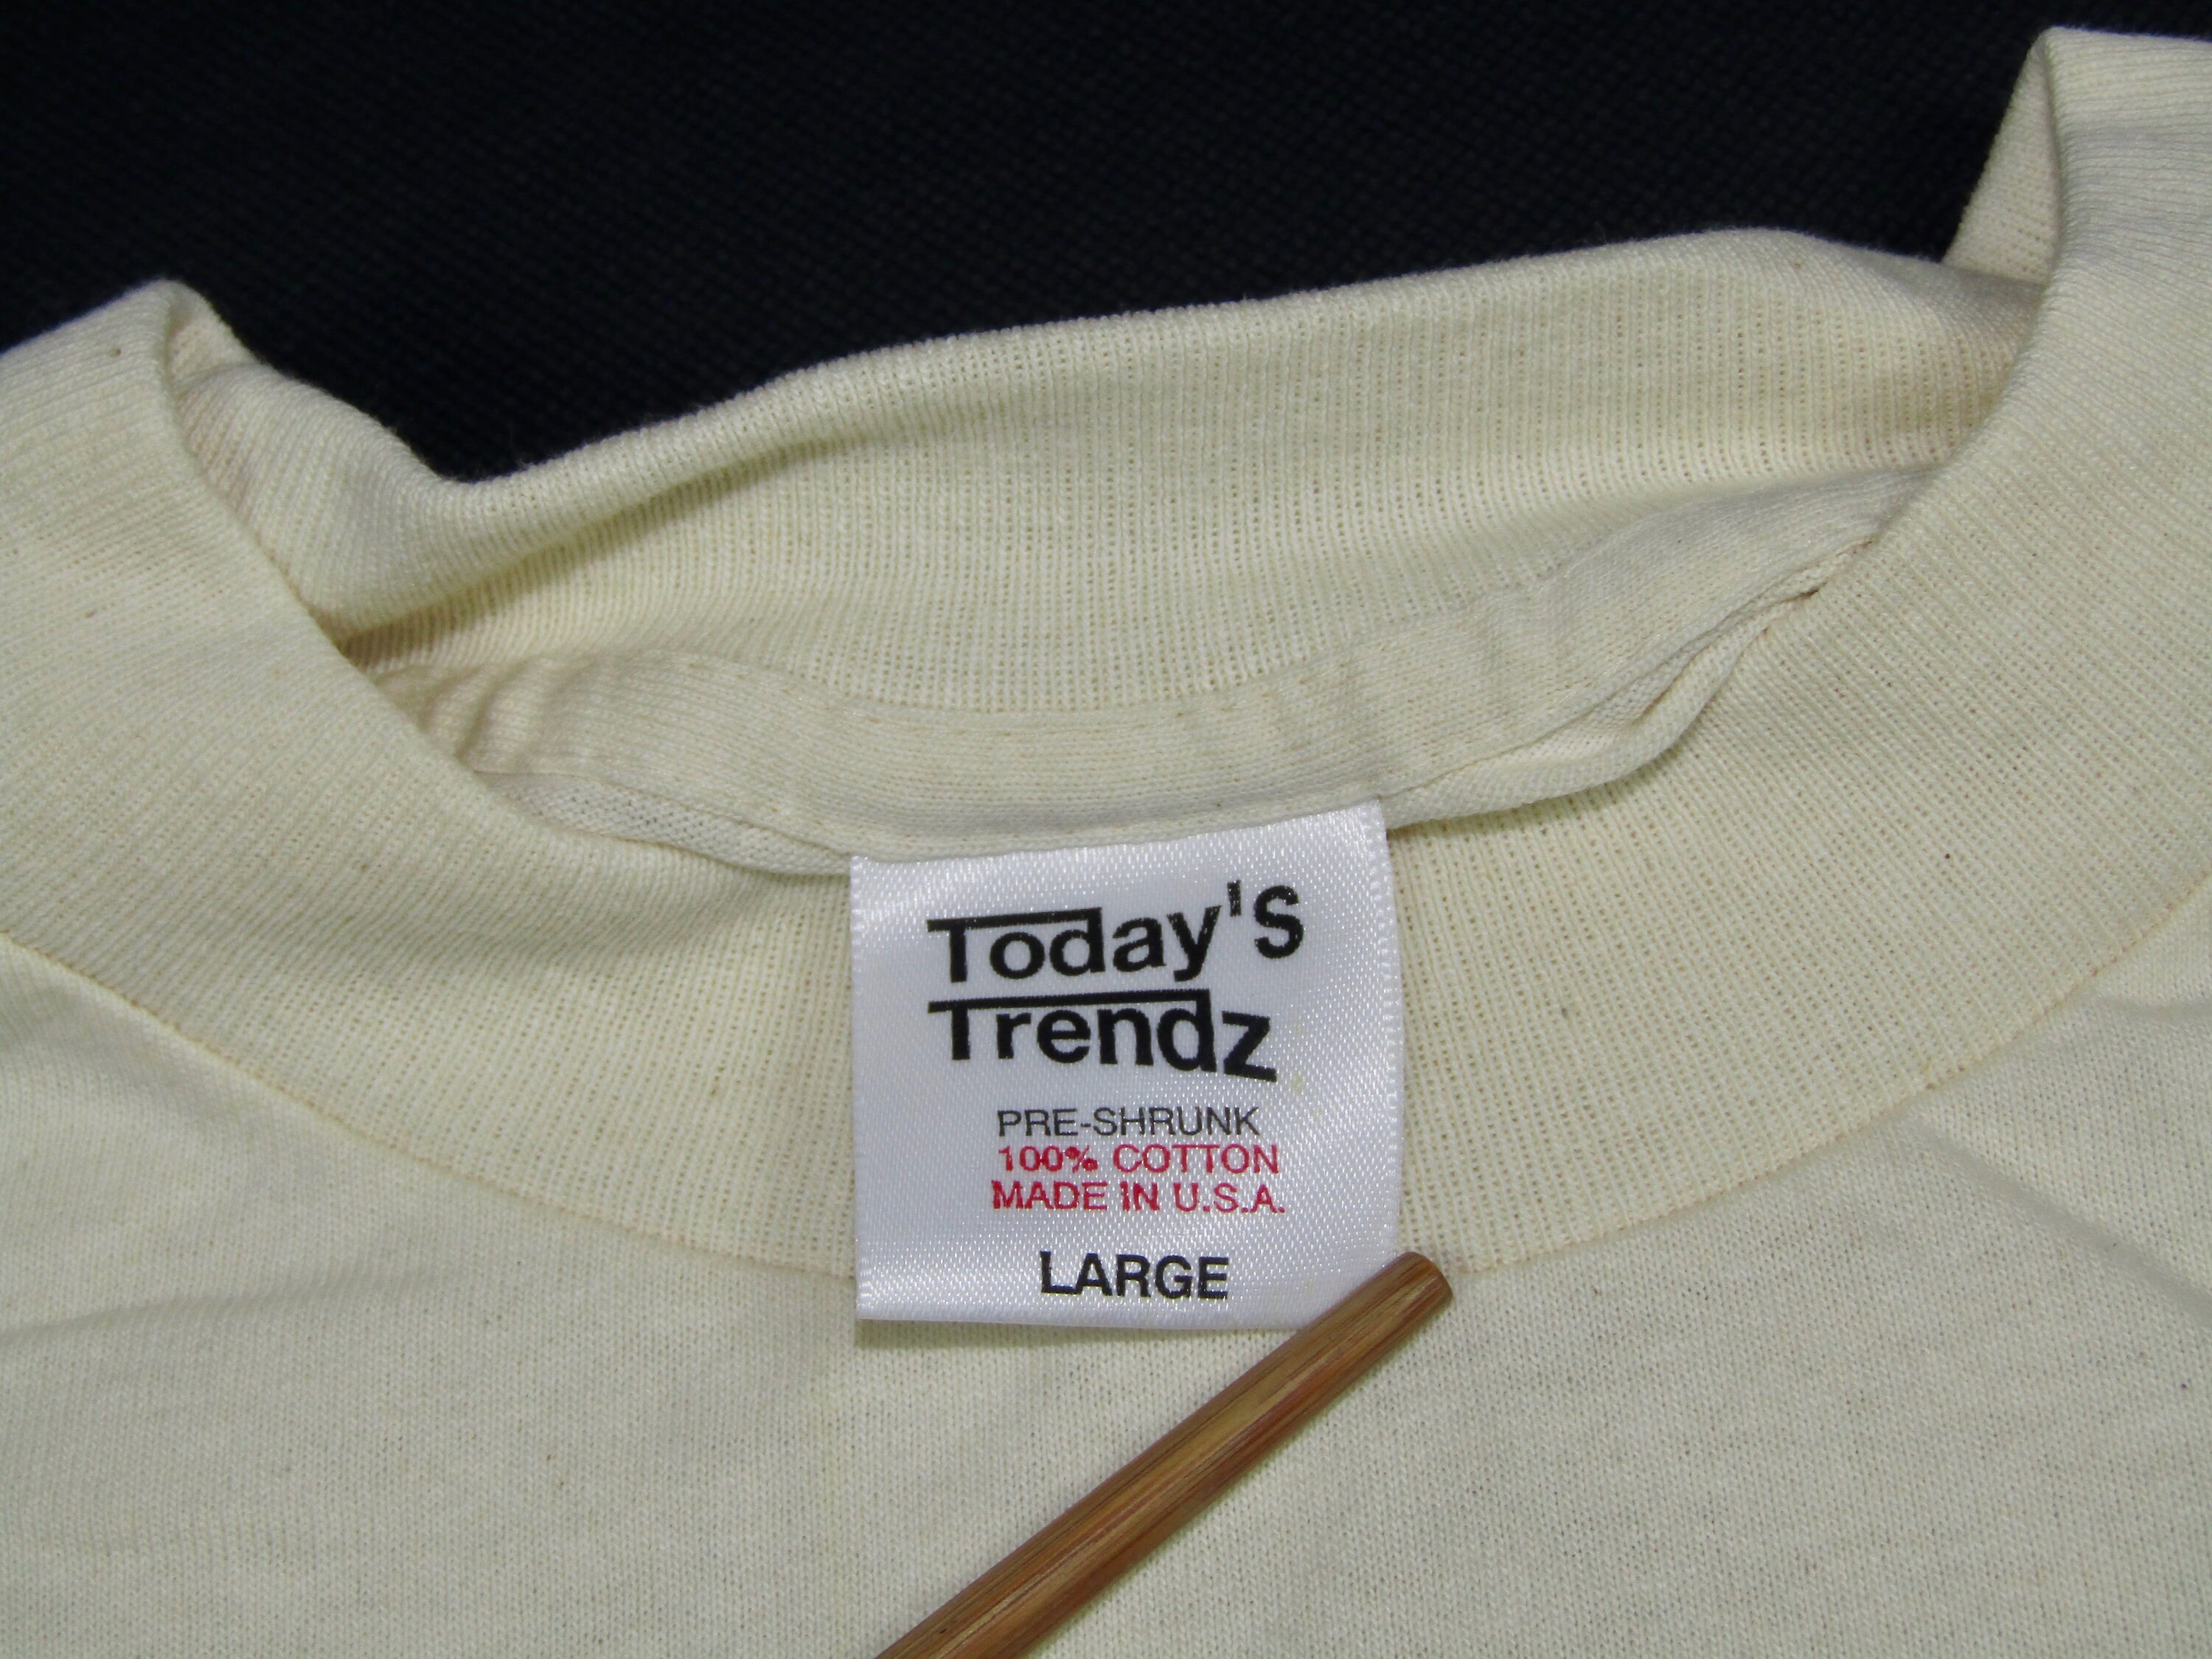 Today's
Trendz
PRE-SHRUNK
100% COTTON
MADE IN U.S.A.
LARGE